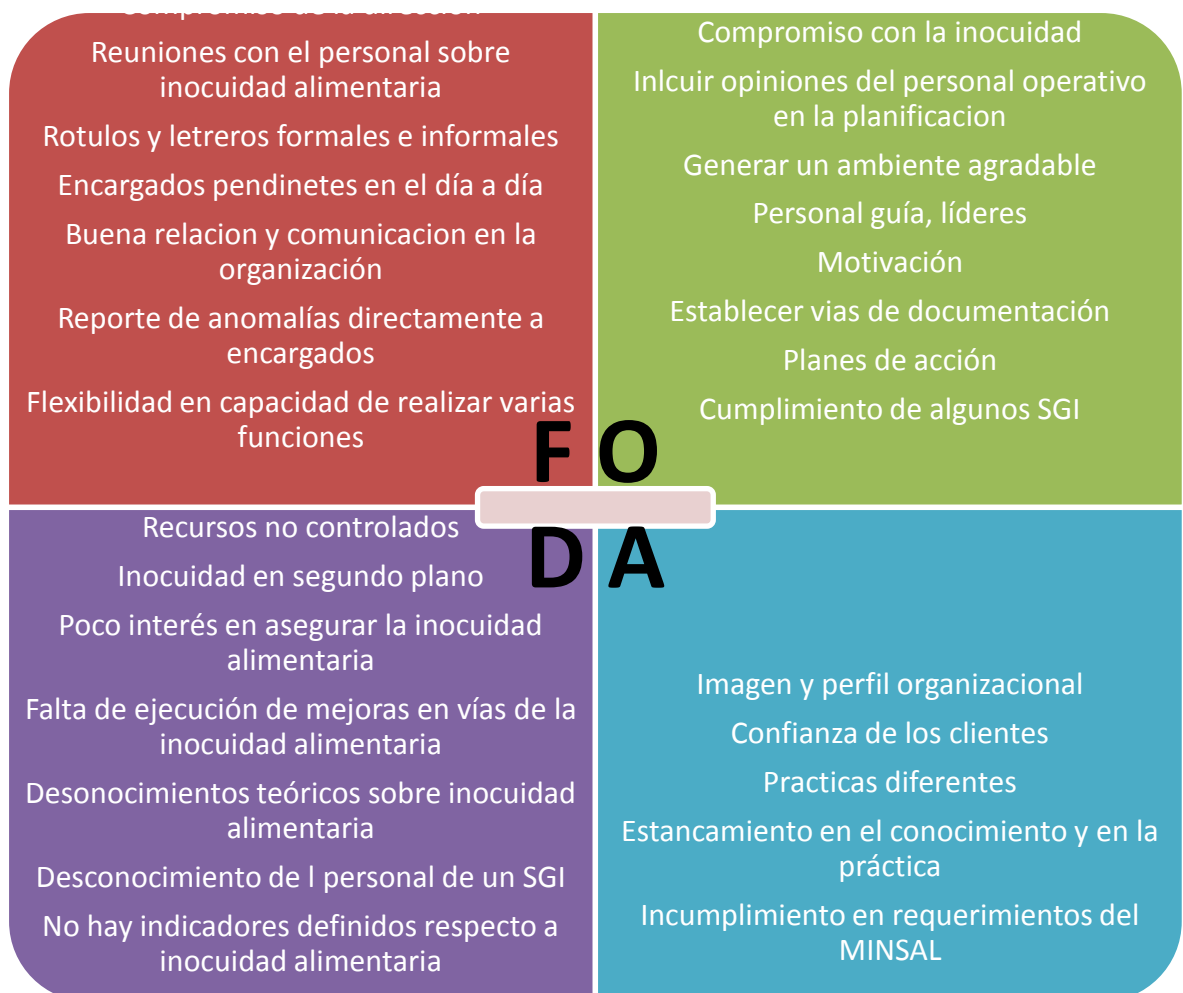 Compromiso de la dirección
Reuniones con el personal sobre
inocuidad alimentaria
Rotulos y letreros formales e informales
Encargados pendinetes en el día a día
Buena relacion y comunicacion en la
organización
Reporte de anomalías directamente a
encargados
Flexibilidad en capacidad de realizar varias
funciones
Compromiso con la inocuidad
Inlcuir opiniones del personal operativo
en la planificacion
Generar un ambiente agradable
Personal guía, líderes
Motivación
Establecer vias de documentación
Planes de acción
Cumplimiento de algunos SGI
F O
D A
Recursos no controlados
Inocuidad en segundo plano
Poco interés en asegurar la inocuidad
alimentaria
Falta de ejecución de mejoras en vías de la
inocuidad alimentaria
Desonocimientos teóricos sobre inocuidad
alimentaria
Desconocimiento de l personal de un SGI
No hay indicadores definidos respecto a
inocuidad alimentaria
Imagen y perfil organizacional
Confianza de los clientes
Practicas diferentes
Estancamiento en el conocimiento y en la
práctica
Incumplimiento en requerimientos del
MINSAL